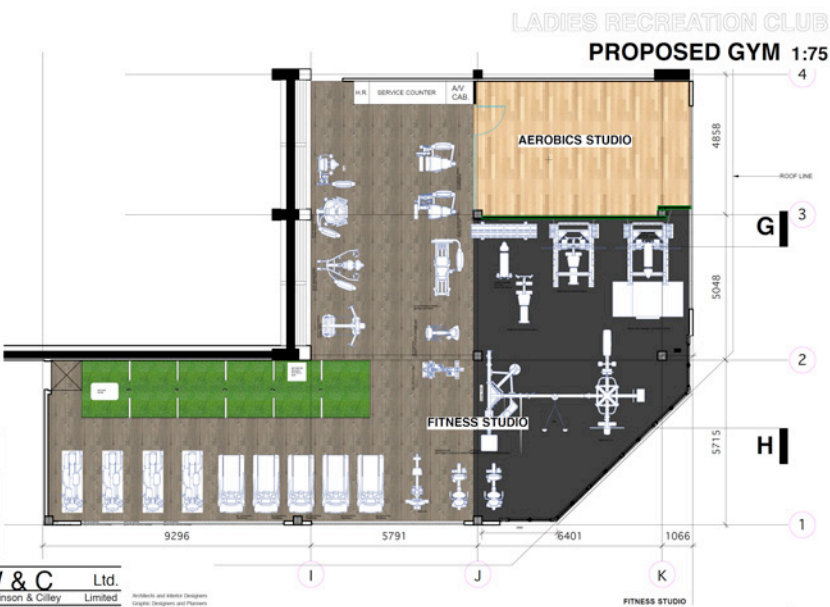 LADIES RECREATION CLUB
PROPOSED GYM 1:75
4
H.R.
SERVICE COUNTER
A/V
CAB.
AEROBICS STUDIO
4858
ROOF LINE
3
G
5048
2
FITNESS STUDIO
5715
H
1
9296
5791
6401
1066
I
J
K
& C Ltd.
nson & Cilley Limited
Architects and Interior Designers
Graphic Designers and Planners
FITNESS STUDIO